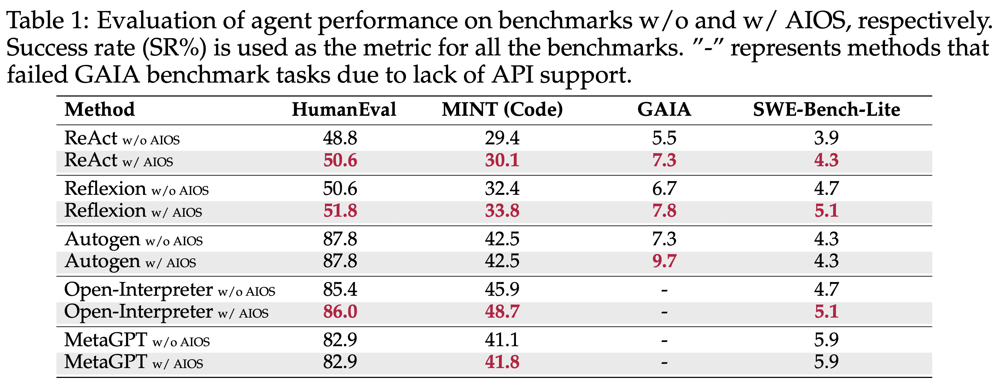 Table 1: Evaluation of agent performance on benchmarks w/o and w/ AIOS, respectively.
Success rate (SR%) is used as the metric for all the benchmarks. ”-” represents methods that
failed GAIA benchmark tasks due to lack of API support.
Method HumanEval MINT (Code) GAIA SWE-Bench-Lite
ReAct w/o AIOS 48.8 29.4 5.5 3.9
ReAct w/ AIOS 50.6 30.1 7.3 4.3
Reflexion w/o AIOS 50.6 32.4 6.7 4.7
Reflexion w/ AIOS 51.8 33.8 7.8 5.1
Autogen w/o AIOS 87.8 42.5 7.3 4.3
Autogen w/ AIOS 87.8 42.5 9.7 4.3
Open-Interpreter w/o AIOS 85.4 45.9 - 4.7
Open-Interpreter w/ AIOS 86.0 48.7 - 5.1
MetaGPT w/o AIOS 82.9 41.1 - 5.9
MetaGPT w/ AIOS 82.9 41.8 - 5.9